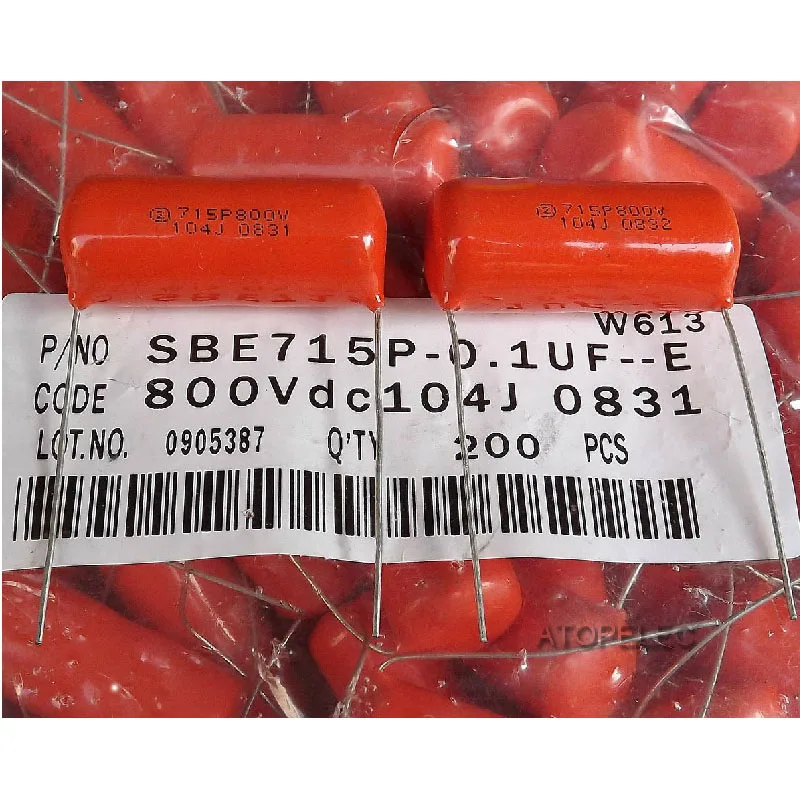 715P800V
104J 0831
715P800V
104J 0832
W613
P/NO SBE715P-0.1UF--E
CODE 800Vdc104J 0831
LOT.NO. 0905387 Q'TY 200 PCS
ATOPELEC